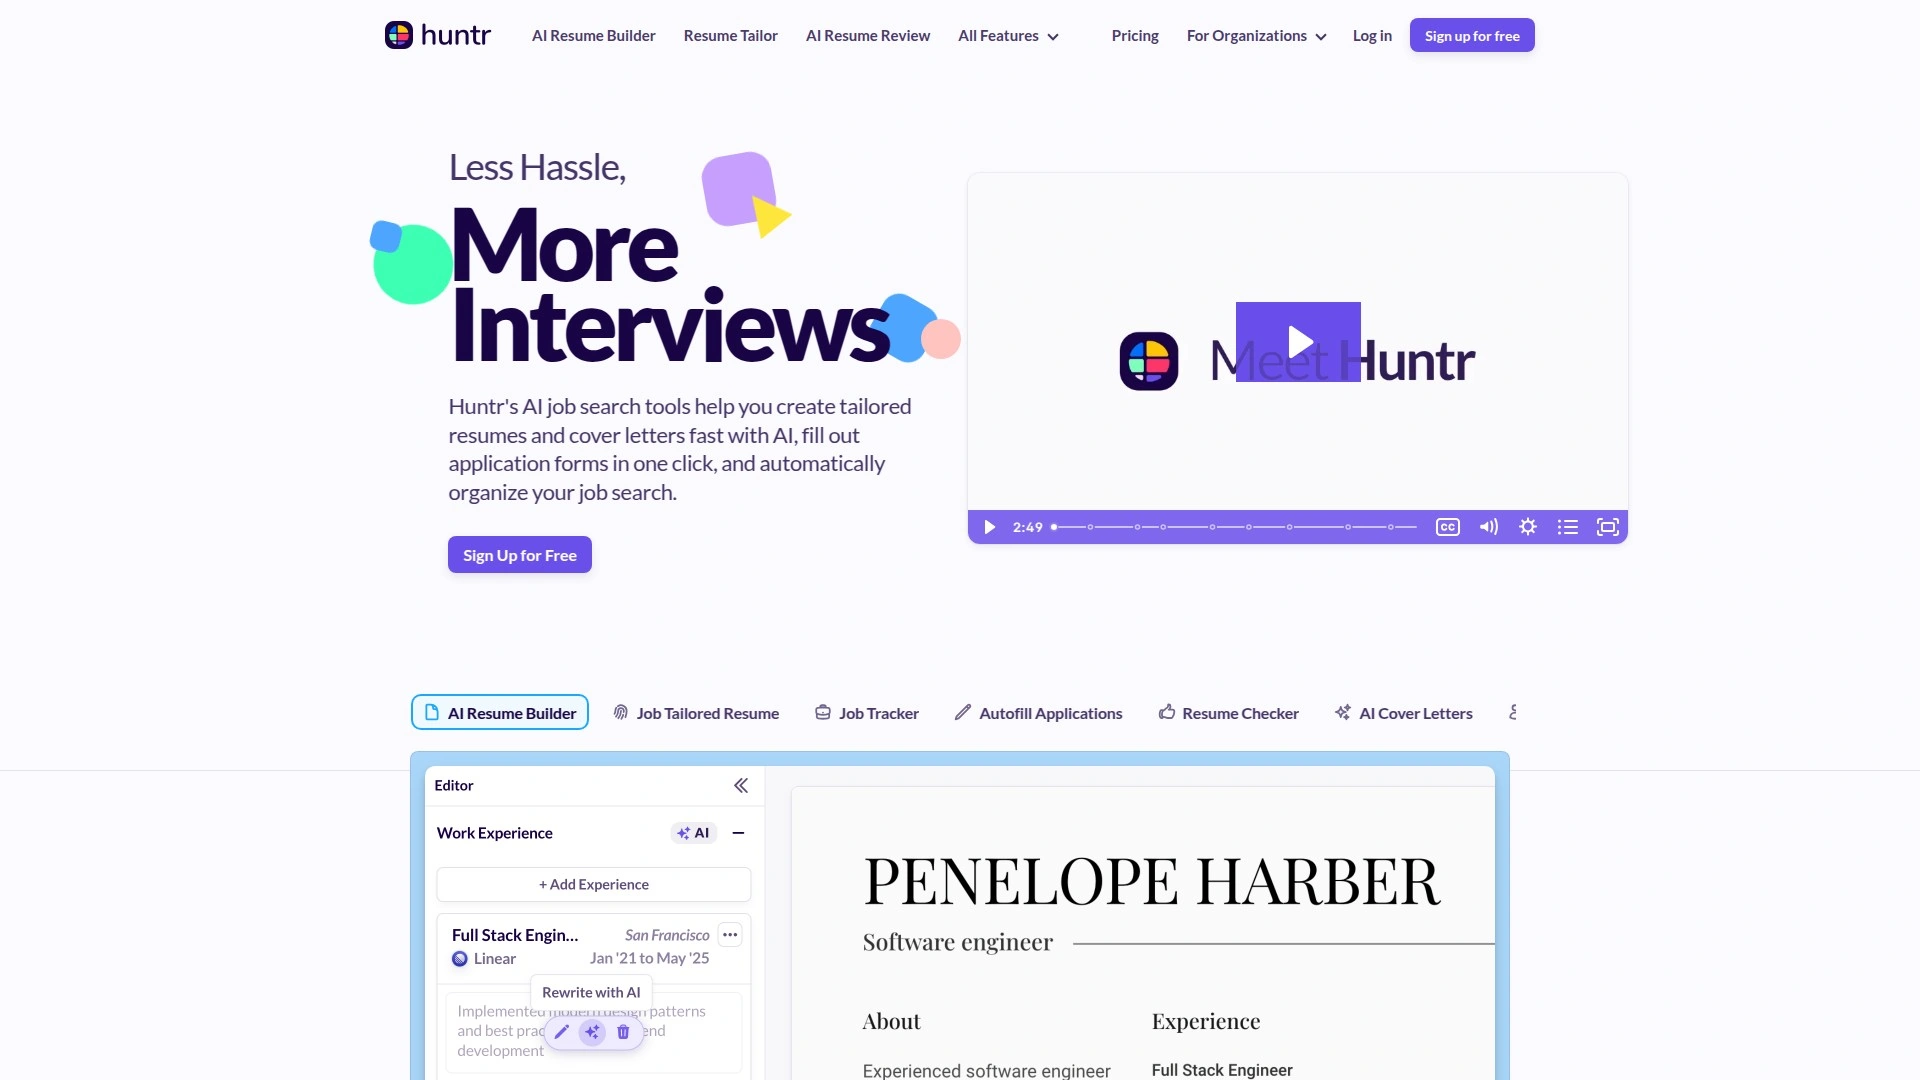 huntr
AI Resume Builder
Resume Tailor
AI Resume Review
All Features
Pricing
For Organizations
Log in
Sign up for free
Less Hassle,
More
Interviews
Huntr's AI job search tools help you create tailored
resumes and cover letters fast with AI, fill out
application forms in one click, and automatically
organize your job search.
Sign Up for Free
Meet Huntr
2:49
CC
AI Resume Builder
Job Tailored Resume
Job Tracker
Autofill Applications
Resume Checker
AI Cover Letters
Editor
Work Experience
AI
+ Add Experience
Full Stack Engin...
San Francisco
Linear
Jan '21 to May '25
Rewrite with AI
Implemented modern design patterns
and best prac end
development
PENELOPE HARBER
Software engineer
About
Experience
Experienced software engineer
Full Stack Engineer